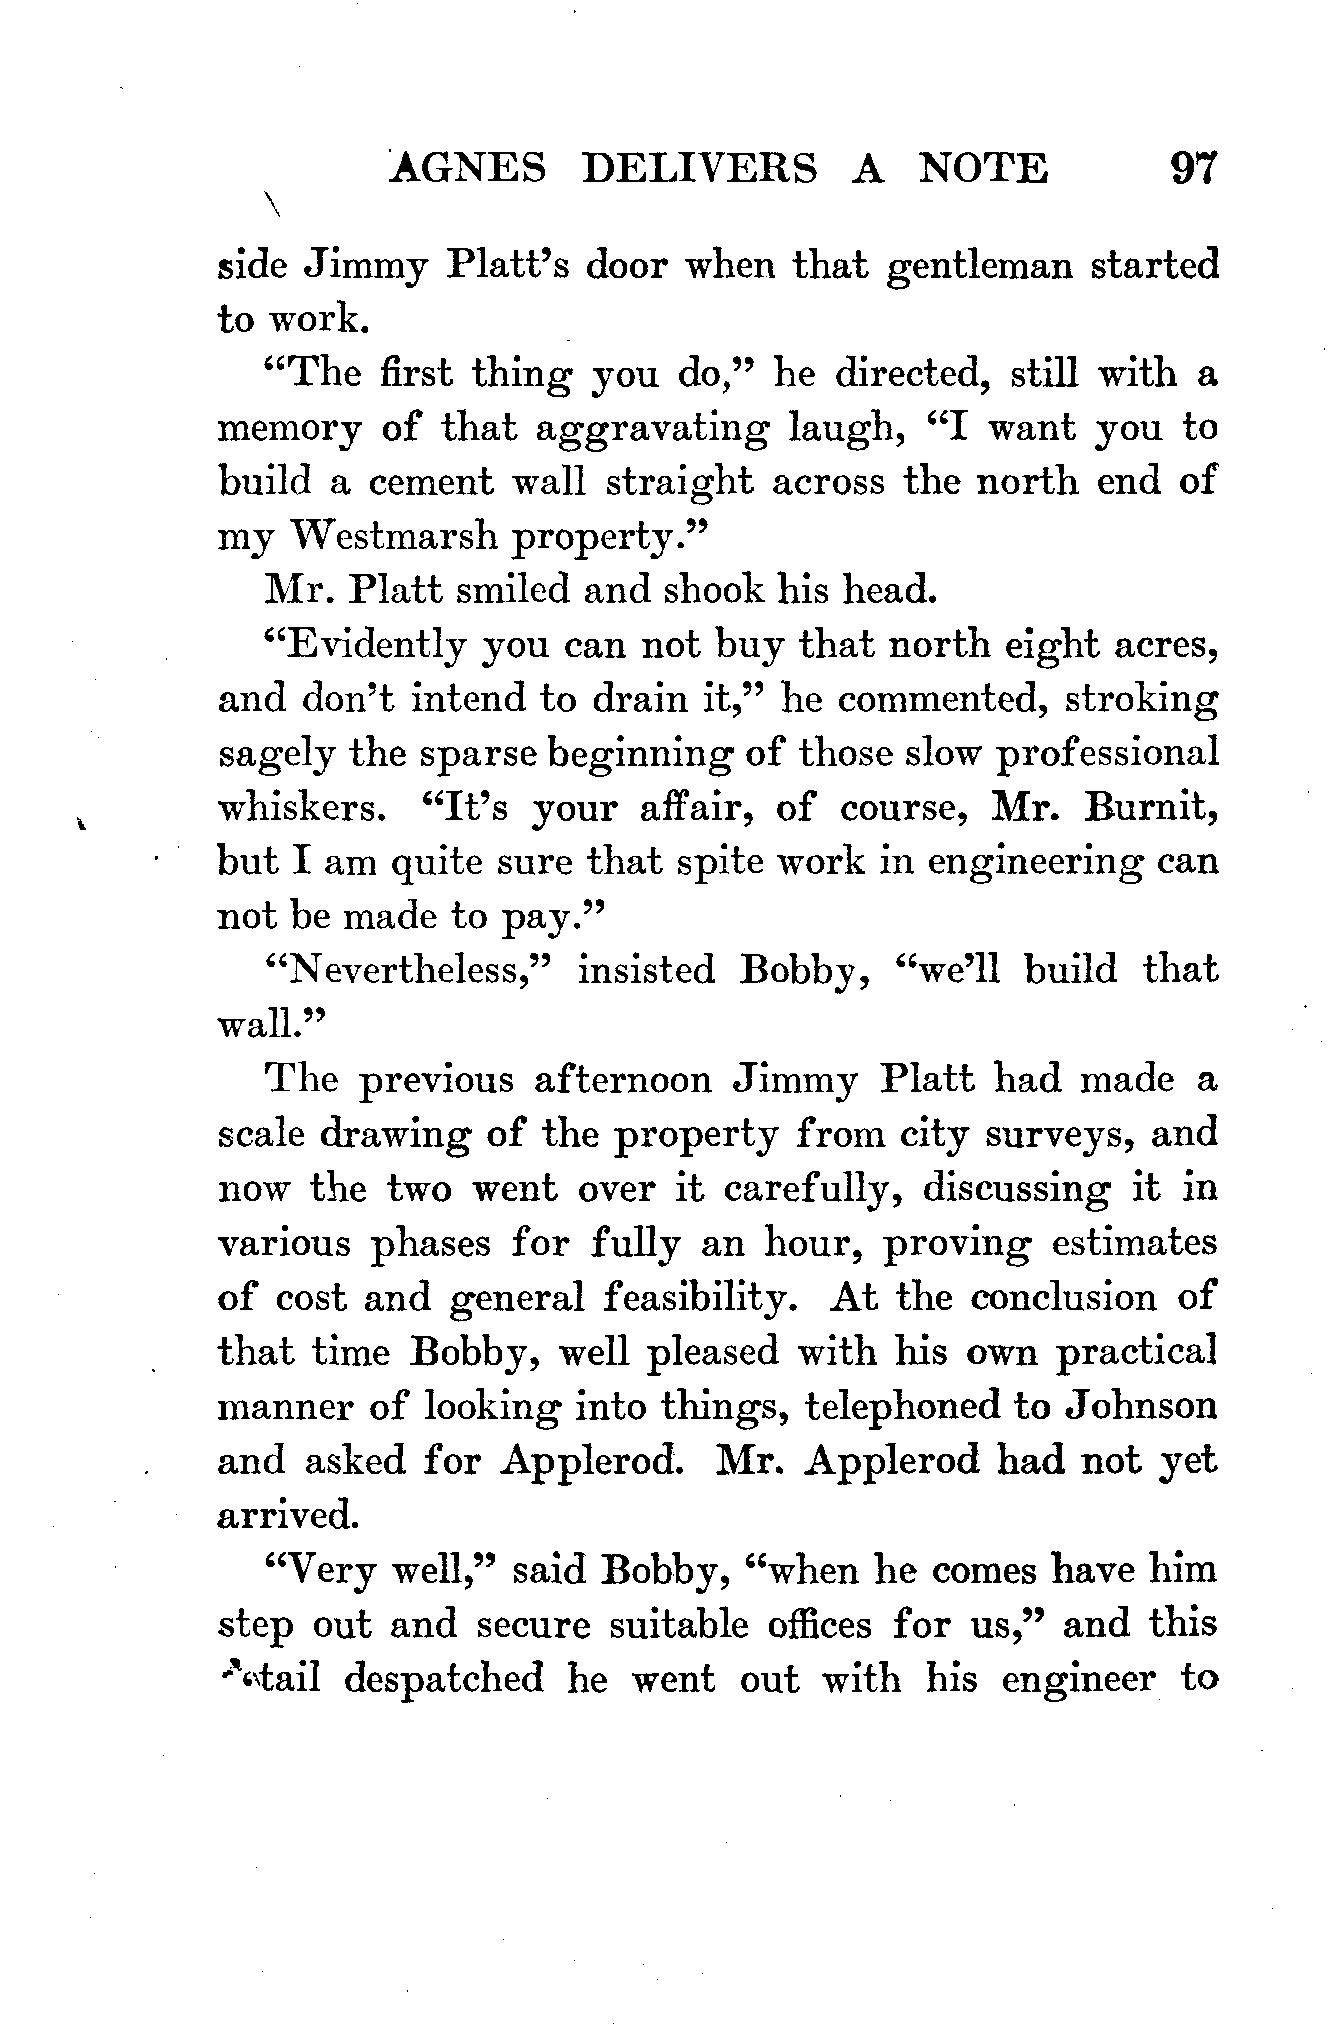 AGNES DELIVERS A NOTE 97
side Jimmy Platt's door when that gentleman started
to work.
"The first thing you do," he directed, still with a
memory of that aggravating laugh, "I want you to
build a cement wall straight across the north end of
my Westmarsh property."
Mr. Platt smiled and shook his head.
"Evidently you can not buy that north eight acres,
and don't intend to drain it," he commented, stroking
sagely the sparse beginning of those slow professional
whiskers. "It's your affair, of course, Mr. Burnit,
but I am quite sure that spite work in engineering can
not be made to pay."
"Nevertheless," insisted Bobby, "we'll build that
wall."
The previous afternoon Jimmy Platt had made a
scale drawing of the property from city surveys, and
now the two went over it carefully, discussing it in
various phases for fully an hour, proving estimates
of cost and general feasibility. At the conclusion of
that time Bobby, well pleased with his own practical
manner of looking into things, telephoned to Johnson
and asked for Applerod. Mr. Applerod had not yet
arrived.
"Very well," said Bobby, "when he comes have him
step out and secure suitable offices for us," and this
detail despatched he went out with his engineer to